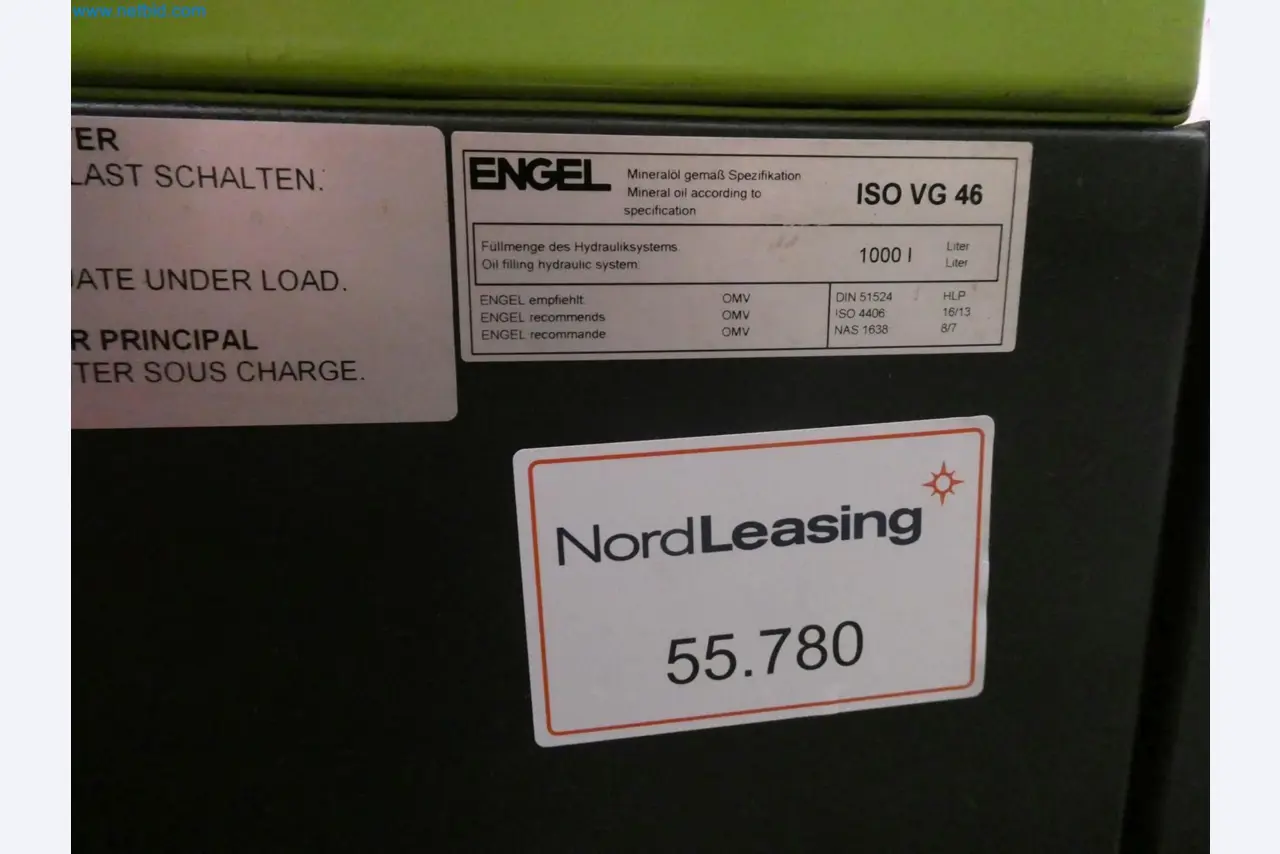 www.netbid.com
ER
LAST SCHALTEN.
ATE UNDER LOAD.
R PRINCIPAL
TER SOUS CHARGE.
ENGEL
Mineralöl gemaß Spezifikation
Mineral oil according to
specification
ISO VG 46
Füllmenge des Hydrauliksystems
Oil filling hydraulic system:
1000 l
Liter
Liter
ENGEL empfiehlt OMV
ENGEL recommends OMV
ENGEL recommande OMV
DIN 51524 HLP
ISO 4406 16/13
NAS 1638 8/7
NordLeasing
55.780